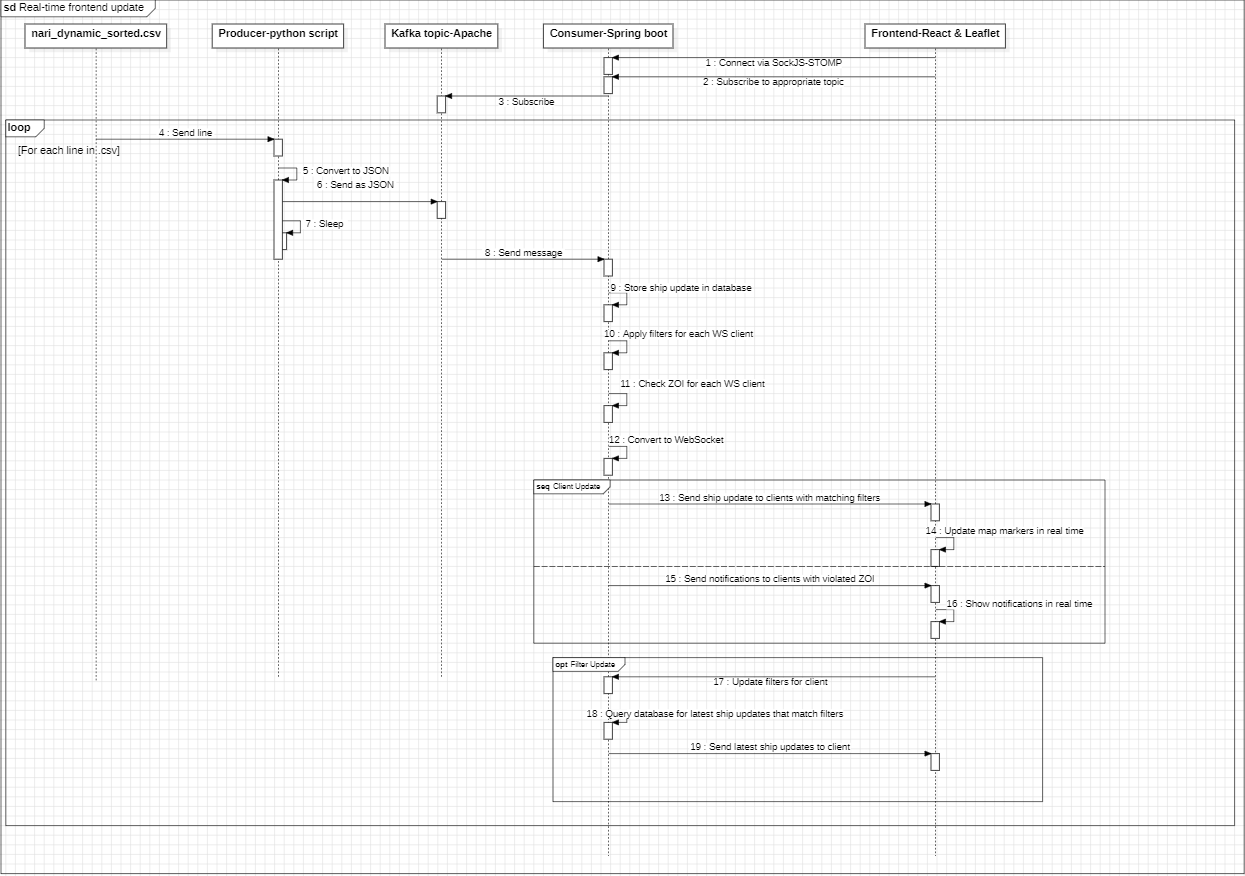 sd Real-time frontend update
nari_dynamic_sorted.csv
Producer-python script
Kafka topic-Apache
Consumer-Spring boot
Frontend-React & Leaflet
1 : Connect via SockJS-STOMP
2 : Subscribe to appropriate topic
3 : Subscribe
loop
4 : Send line
[For each line in .csv]
5 : Convert to JSON
6 : Send as JSON
7 : Sleep
8 : Send message
9 : Store ship update in database
10 : Apply filters for each WS client
11 : Check ZOI for each WS client
12 : Convert to WebSocket
seq Client Update
13 : Send ship update to clients with matching filters
14 : Update map markers in real time
15 : Send notifications to clients with violated ZOI
16 : Show notifications in real time
opt Filter Update
17 : Update filters for client
18 : Query database for latest ship updates that match filters
19 : Send latest ship updates to client